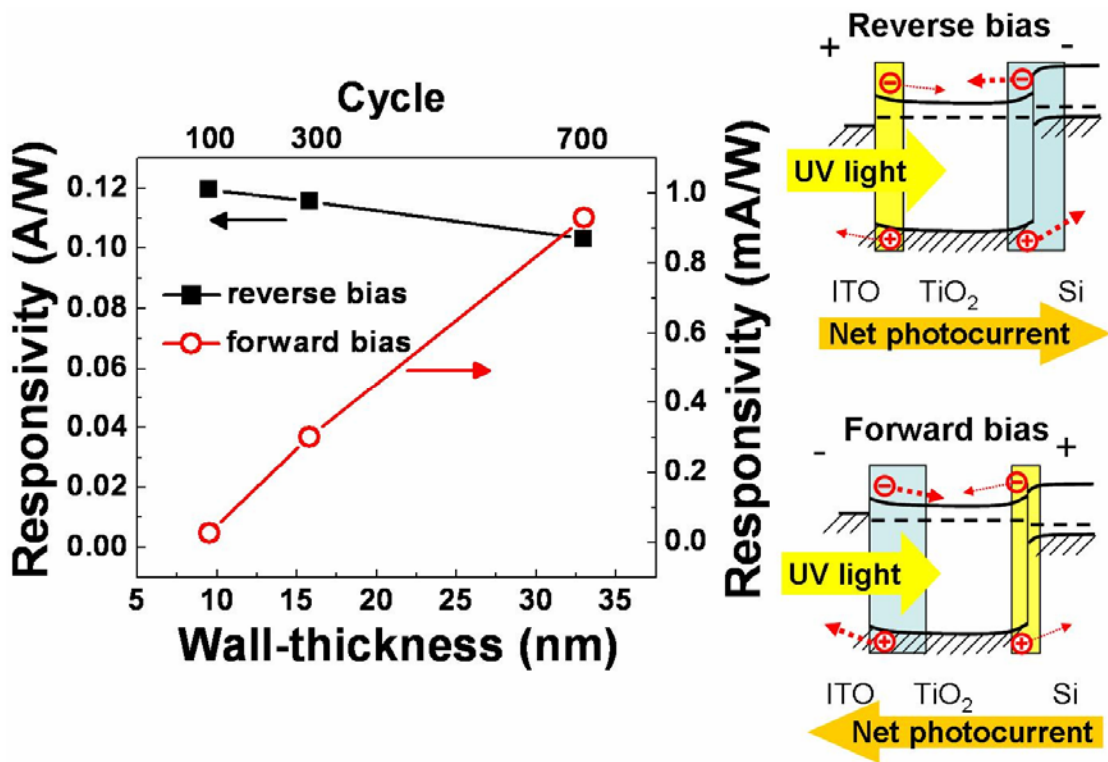 Cycle
100 300 700
Responsivity (A/W)
0.12
0.10
0.08
0.06
0.04
0.02
0.00
reverse bias
forward bias
1.0
0.8
0.6
0.4
0.2
0.0
Responsivity (mA/W)
5 10 15 20 25 30 35
Wall-thickness (nm)
Reverse bias
+ -
− −
UV light
+ +
ITO TiO₂ Si
Net photocurrent
Forward bias
- +
− −
UV light
+ +
ITO TiO₂ Si
Net photocurrent